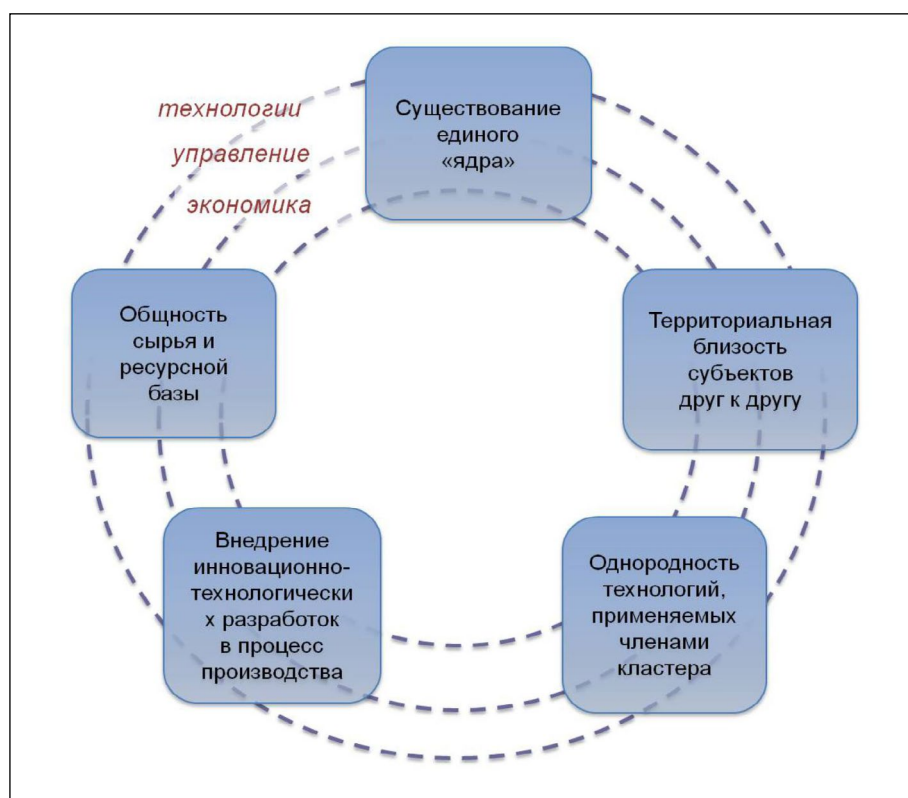 технологии
управление
экономика
Существование
единого
«ядра»
Общность
сырья и
ресурсной
базы
Территориальная
близость
субъектов
друг к другу
Внедрение
инновационно-
технологически
х разработок
в процесс
производства
Однородность
технологий,
применяемых
членами
кластера